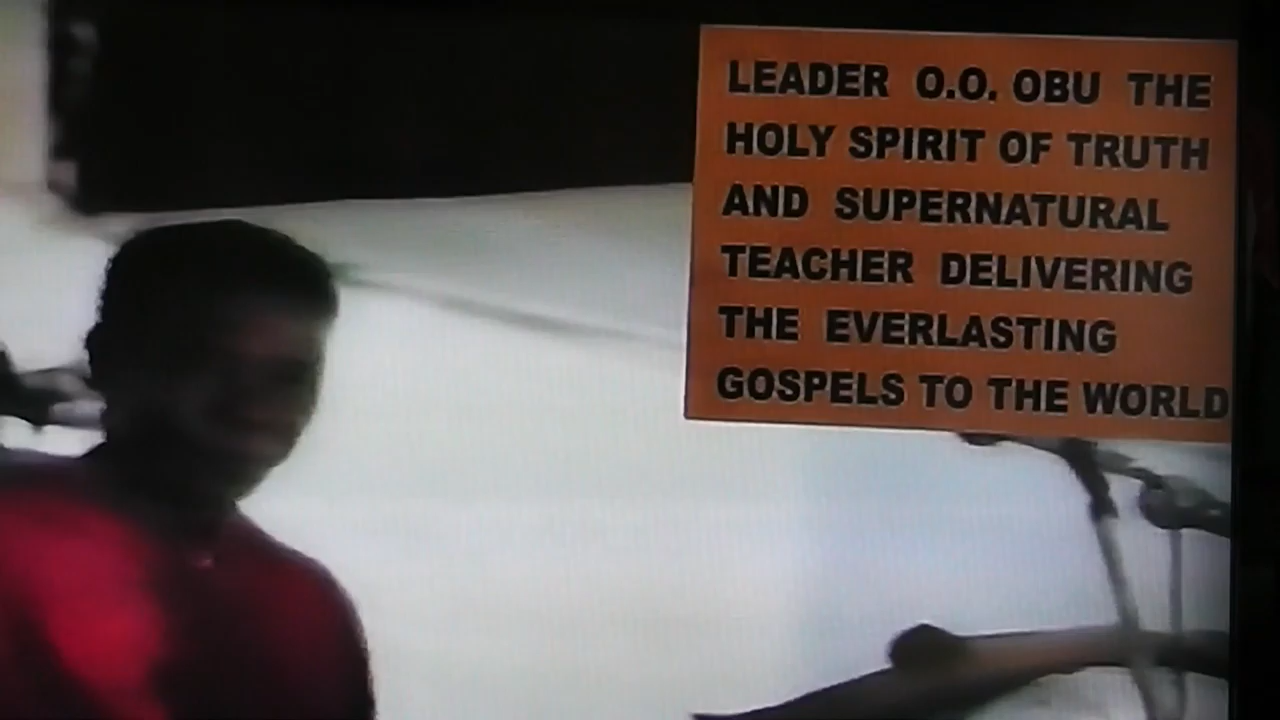 LEADER O.O. OBU THE
HOLY SPIRIT OF TRUTH
AND SUPERNATURAL
TEACHER DELIVERING
THE EVERLASTING
GOSPELS TO THE WORLD